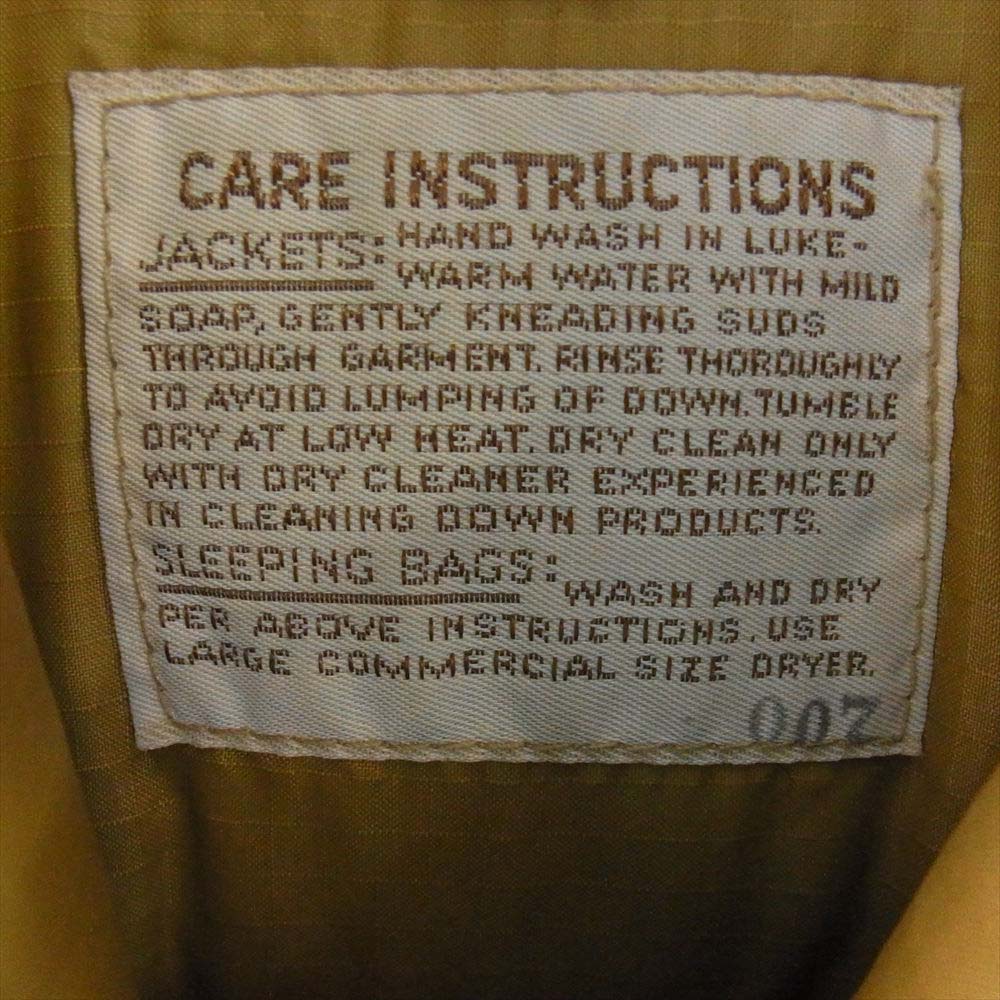 CARE INSTRUCTIONS
JACKETS: HAND WASH IN LUKE-
WARM WATER WITH MILD
SOAP, GENTLY KNEADING SUDS
THROUGH GARMENT. RINSE THOROUGHLY
TO AVOID LUMPING OF DOWN. TUMBLE
DRY AT LOW HEAT. DRY CLEAN ONLY
WITH DRY CLEANER EXPERIENCED
IN CLEANING DOWN PRODUCTS.
SLEEPING BAGS: WASH AND DRY
PER ABOVE INSTRUCTIONS. USE
LARGE COMMERCIAL SIZE DRYER.
007